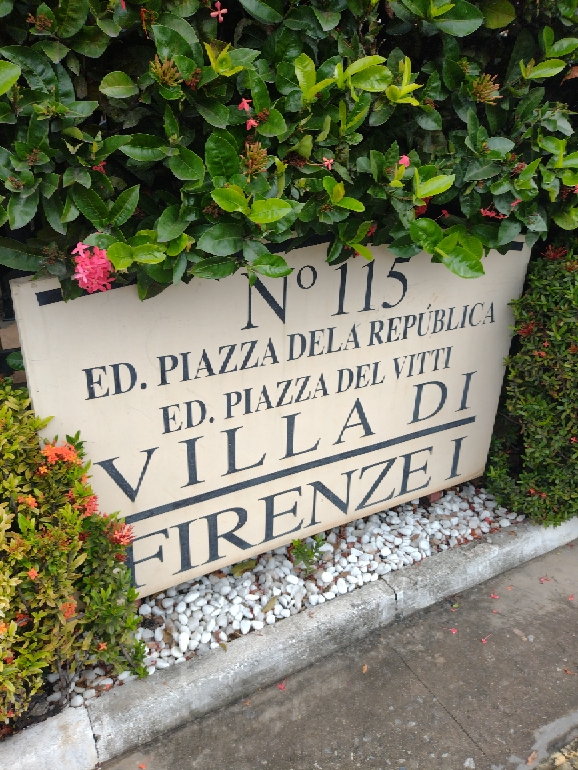 Nº 115
ED. PIAZZA DELA REPÚBLICA
ED. PIAZZA DEL VITTI
VILLA DI
FIRENZE I